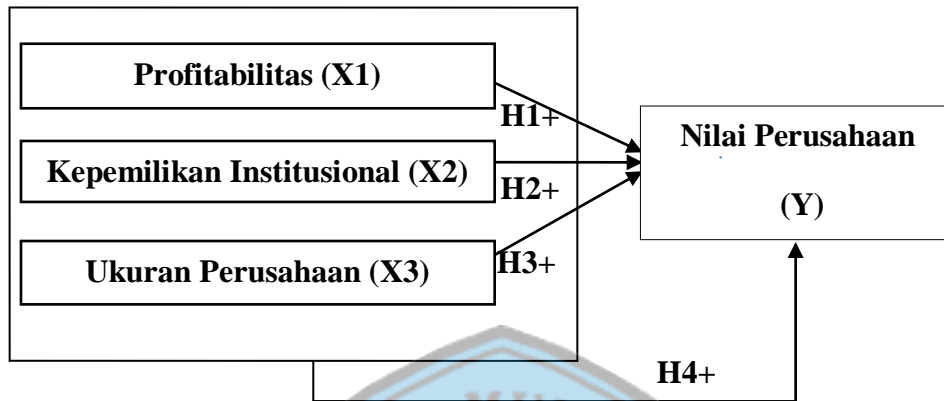 Profitabilitas (X1)
H1+
Kepemilikan Institusional (X2)
H2+
Ukuran Perusahaan (X3)
H3+
Nilai Perusahaan
(Y)
H4+